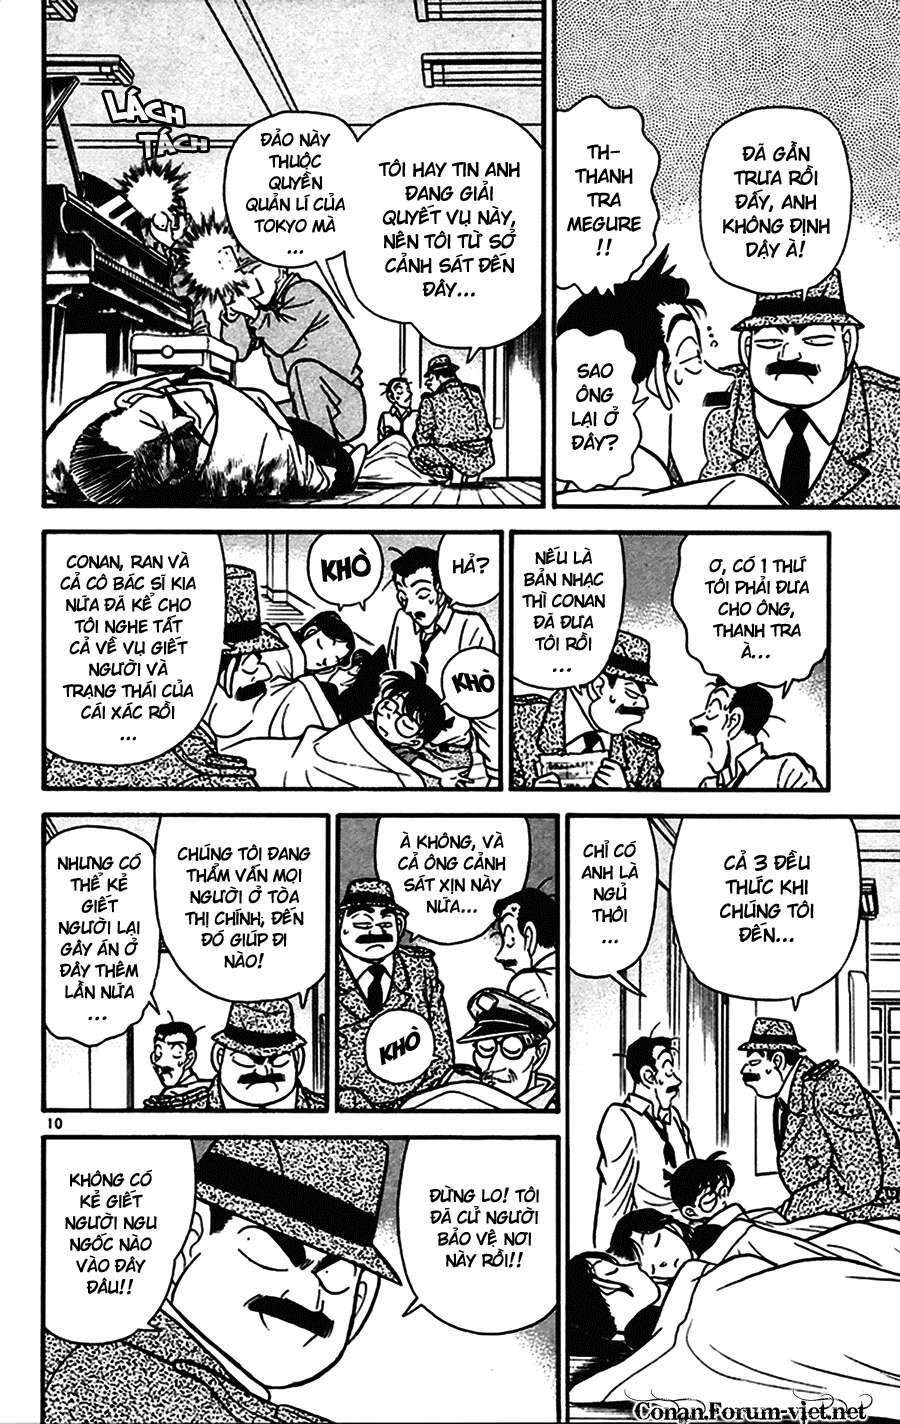 ĐÃ GẦN
TRƯA RỒI
ĐẤY, ANH
KHÔNG ĐỊNH
DẬY À!
TH-
THANH
TRA
MEGURE
!!
SAO
ÔNG
LẠI Ở
ĐÂY?
TÔI HAY TIN ANH
ĐANG GIẢI
QUYẾT VỤ NÀY,
NÊN TÔI TỪ SỞ
CẢNH SÁT ĐẾN
ĐÂY...
ĐẢO NÀY
THUỘC
QUYỀN
QUẢN LÍ CỦA
TOKYO MÀ
...
LÁCH
TÁCH
Ơ, CÓ 1 THỨ
TÔI PHẢI ĐƯA
CHO ÔNG,
THANH TRA
À...
NẾU LÀ
BẢN NHẠC
THÌ CONAN
ĐÃ ĐƯA
TÔI RỒI
...
HẢ?
KHÒ
KHÒ
CONAN, RAN VÀ
CẢ CÔ BÁC SĨ KIA
NỮA ĐÃ KỂ CHO
TÔI NGHE TẤT
CẢ VỀ VỤ GIẾT
NGƯỜI VÀ
TRẠNG THÁI CỦA
CÁI XÁC RỒI
...
CẢ 3 ĐỀU
THỨC KHI
CHÚNG TÔI
ĐẾN...
CHỈ CÓ
ANH LÀ
NGỦ
THÔI
...
À KHÔNG, VÀ
CẢ ÔNG CẢNH
SÁT XỊN NÀY
NỮA...
KHÒ
CHÚNG TÔI ĐANG
THẨM VẤN MỌI
NGƯỜI Ở TÒA
THỊ CHÍNH, ĐẾN
ĐÓ GIÚP ĐI
NÀO!
NHƯNG CÓ
THỂ KẺ
GIẾT
NGƯỜI LẠI
GÂY ÁN Ở
ĐÂY THÊM
LẦN NỮA
...
10
ĐỪNG LO! TÔI
ĐÃ CỬ NGƯỜI
BẢO VỆ NƠI
NÀY RỒI!!
KHÔNG CÓ
KẺ GIẾT
NGƯỜI NGU
NGỐC NÀO
VÀO ĐÂY
ĐÂU!!
Conan.Forum-viet.net